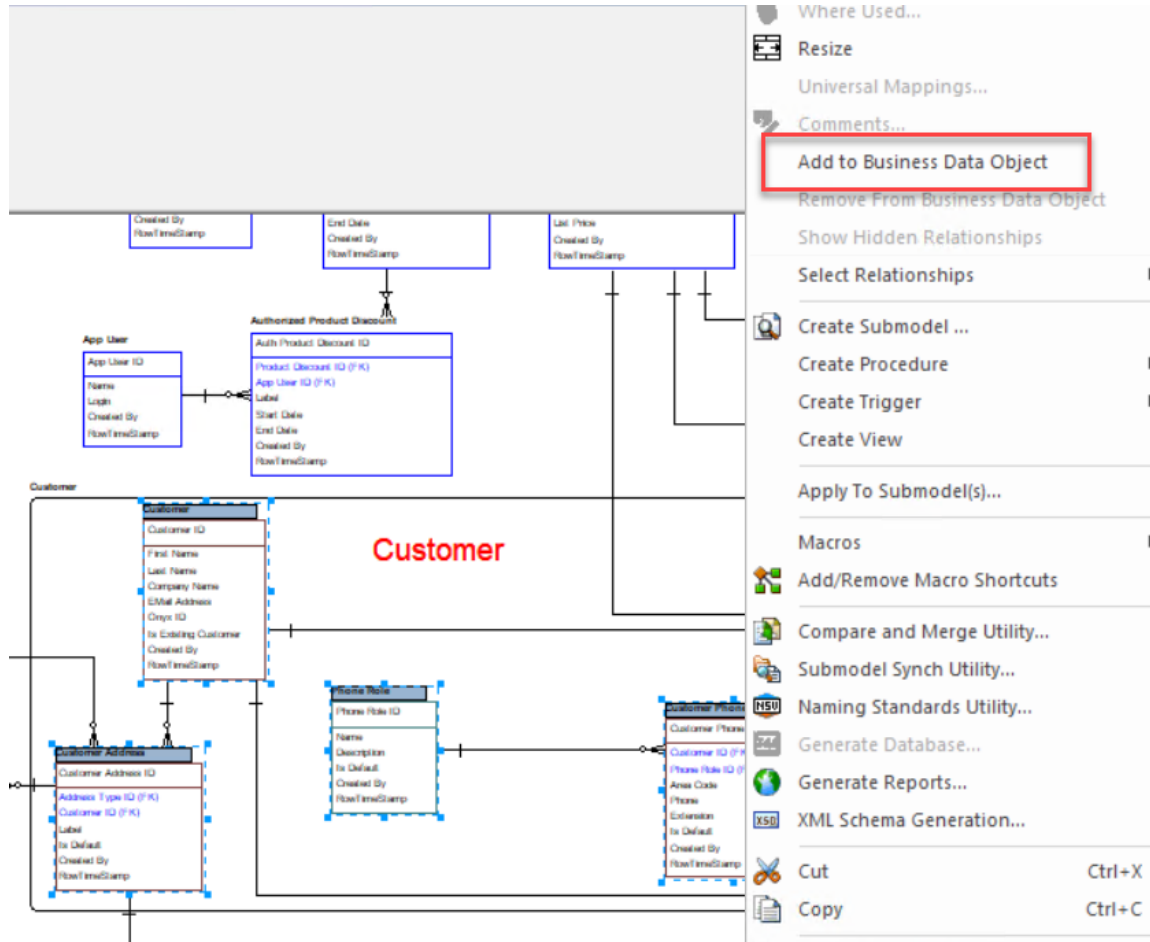 Created By
RowTimeStamp
End Date
Created By
RowTimeStamp
List Price
Created By
RowTimeStamp
Authorized Product Discount
Auth Product Discount ID
Product Discount ID (FK)
App User ID (FK)
Label
Start Date
End Date
Created By
RowTimeStamp
App User
App User ID
Name
Login
Created By
RowTimeStamp
Customer
Customer
Customer ID
First Name
Last Name
Company Name
EMail Address
Onyx ID
Is Existing Customer
Created By
RowTimeStamp
Customer
Phone Role
Phone Role ID
Name
Description
Is Default
Created By
RowTimeStamp
Customer Phone
Customer Phone
Customer ID (FK
Phone Role ID (F
Area Code
Phone
Extension
Is Default
Created By
RowTimeStamp
Customer Address
Customer Address ID
Address Type ID (FK)
Customer ID (FK)
Label
Is Default
Created By
RowTimeStamp
Where Used...
Resize
Universal Mappings...
Comments...
Add to Business Data Object
Remove From Business Data Object
Show Hidden Relationships
Select Relationships
Create Submodel ...
Create Procedure
Create Trigger
Create View
Apply To Submodel(s)...
Macros
Add/Remove Macro Shortcuts
Compare and Merge Utility...
Submodel Synch Utility...
NSU Naming Standards Utility...
Generate Database...
Generate Reports...
XSD XML Schema Generation...
Cut Ctrl+X
Copy Ctrl+C